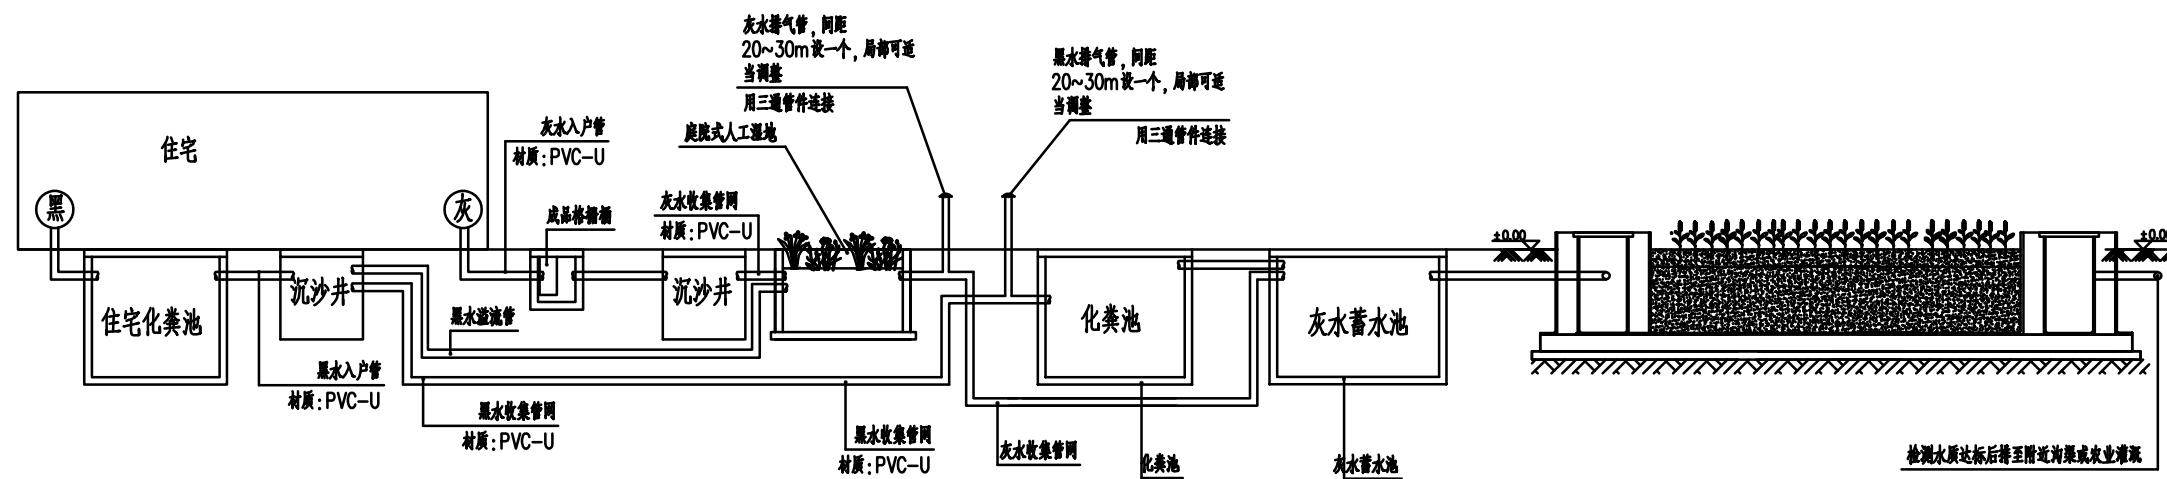 灰水排气管，间距
20~30m设一个，局部可适
当调整
用三通管件连接
黑水排气管，间距
20~30m设一个，局部可适
当调整
用三通管件连接
灰水入户管
材质：PVC-U
庭院式人工湿地
住宅
黑
灰
成品格栅桶
灰水收集管网
材质：PVC-U
±0.00
±0.00
住宅化粪池
沉沙井
沉沙井
化粪池
灰水蓄水池
黑水溢流管
黑水入户管
材质：PVC-U
黑水收集管网
材质：PVC-U
黑水收集管网
材质：PVC-U
灰水收集管网
化粪池
灰水蓄水池
检测水质达标后排至附近沟渠或农业灌溉